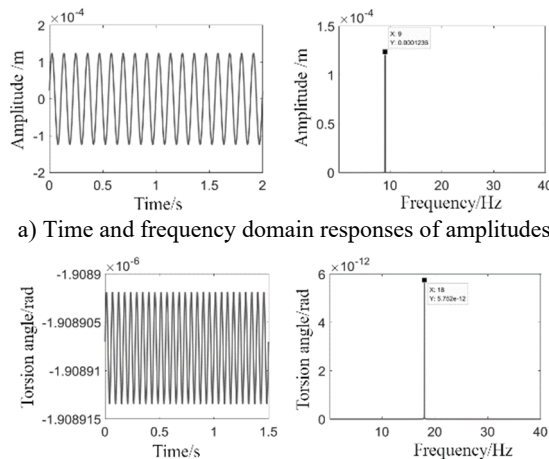 2 ×10⁻⁴
1
0
-1
-2
Amplitude /m
0 0.5 1 1.5 2
Time/s
1.5 ×10⁻⁴
1
0.5
0
Amplitude /m
X: 9
Y: 0.0001235
10 20 30 40
Frequency/Hz
a) Time and frequency domain responses of amplitudes
-1.9089 ×10⁻⁶
-1.908905
-1.90891
-1.908915
Torsion angle/rad
0 0.5 1 1.5
Time/s
6 ×10⁻¹²
4
2
0
Torsion angle/rad
X: 18
Y: 5.752e-12
10 20 30 40
Frequency/Hz